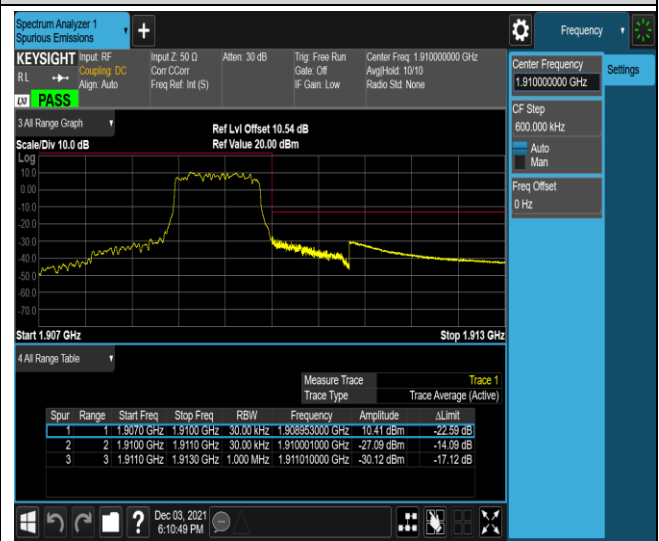 Spectrum Analyzer 1
Spurious Emissions
Frequency
KEYSIGHT Input: RF Input Z: 50 Ω Atten: 30 dB Trig: Free Run Center Freq: 1.910000000 GHz
RL Coupling: DC Corr CCorr Gate: Off Avg|Hold: 10/10
Align: Auto Freq Ref: Int (S) IF Gain: Low Radio Std: None
PASS
Center Frequency
1.910000000 GHz
Settings
CF Step
600.000 kHz
Auto
Man
Freq Offset
0 Hz
3 All Range Graph
Ref Lvl Offset 10.54 dB
Scale/Div 10.0 dB Ref Value 20.00 dBm
Log
10.0
0.00
-10.0
-20.0
-30.0
-40.0
-50.0
-60.0
-70.0
Start 1.907 GHz Stop 1.913 GHz
4 All Range Table
Measure Trace Trace 1
Trace Type Trace Average (Active)
Spur Range Start Freq Stop Freq RBW Frequency Amplitude ΔLimit
1 1 1.9070 GHz 1.9100 GHz 30.00 kHz 1.908953000 GHz 10.41 dBm -22.59 dB
2 2 1.9100 GHz 1.9110 GHz 30.00 kHz 1.910001000 GHz -27.09 dBm -14.09 dB
3 3 1.9110 GHz 1.9130 GHz 1.000 MHz 1.911010000 GHz -30.12 dBm -17.12 dB
Dec 03, 2021
6:10:49 PM